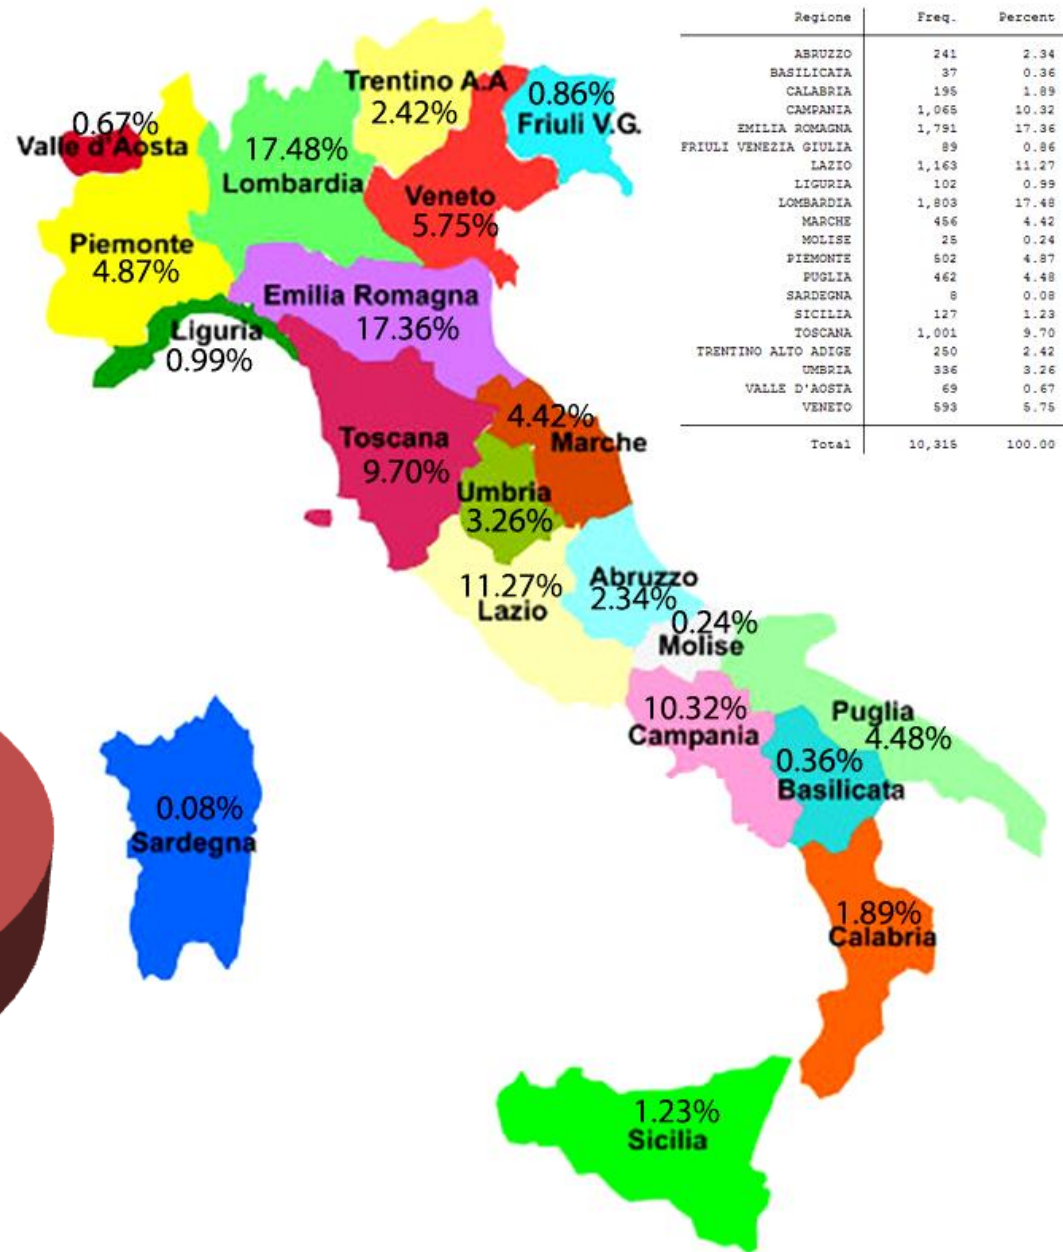 Regione Freq. Percent
ABRUZZO 241 2.34
BASILICATA 37 0.36
CALABRIA 195 1.89
CAMPANIA 1,065 10.32
EMILIA ROMAGNA 1,791 17.36
FRIULI VENEZIA GIULIA 89 0.86
LAZIO 1,163 11.27
LIGURIA 102 0.99
LOMBARDIA 1,803 17.48
MARCHE 456 4.42
MOLISE 25 0.24
PIEMONTE 502 4.87
PUGLIA 462 4.48
SARDEGNA 8 0.08
SICILIA 127 1.23
TOSCANA 1,001 9.70
TRENTINO ALTO ADIGE 250 2.42
UMBRIA 336 3.26
VALLE D'AOSTA 69 0.67
VENETO 593 5.75
Total 10,315 100.00
Trentino A.A
2.42%
0.86%
Friuli V.G.
0.67%
Valle d'Aosta
17.48%
Lombardia
Veneto
5.75%
Piemonte
4.87%
Emilia Romagna
17.36%
Liguria
0.99%
4.42%
Marche
Toscana
9.70%
Umbria
3.26%
11.27%
Lazio
Abruzzo
2.34%
0.24%
Molise
10.32%
Campania
Puglia
4.48%
0.36%
Basilicata
0.08%
Sardegna
1.89%
Calabria
1.23%
Sicilia